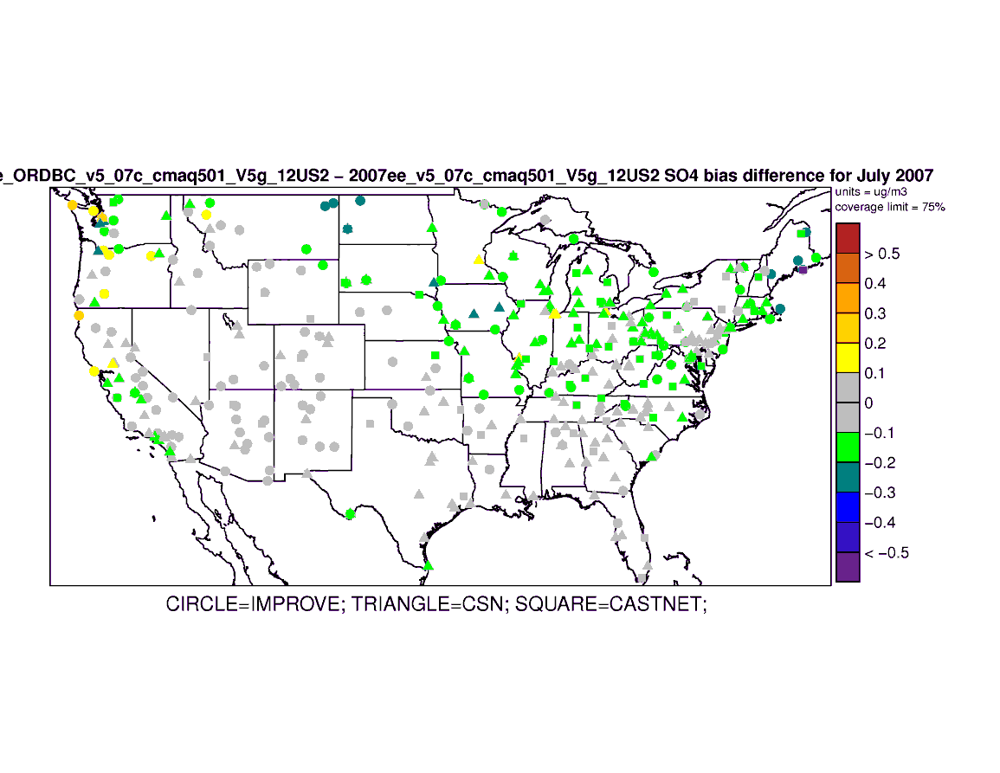 e_ORDBC_v5_07c_cmaq501_V5g_12US2 − 2007ee_v5_07c_cmaq501_V5g_12US2 SO4 bias difference for July 2007
units = ug/m3
coverage limit = 75%
> 0.5
0.4
0.3
0.2
0.1
0
−0.1
−0.2
−0.3
−0.4
< −0.5
CIRCLE=IMPROVE; TRIANGLE=CSN; SQUARE=CASTNET;